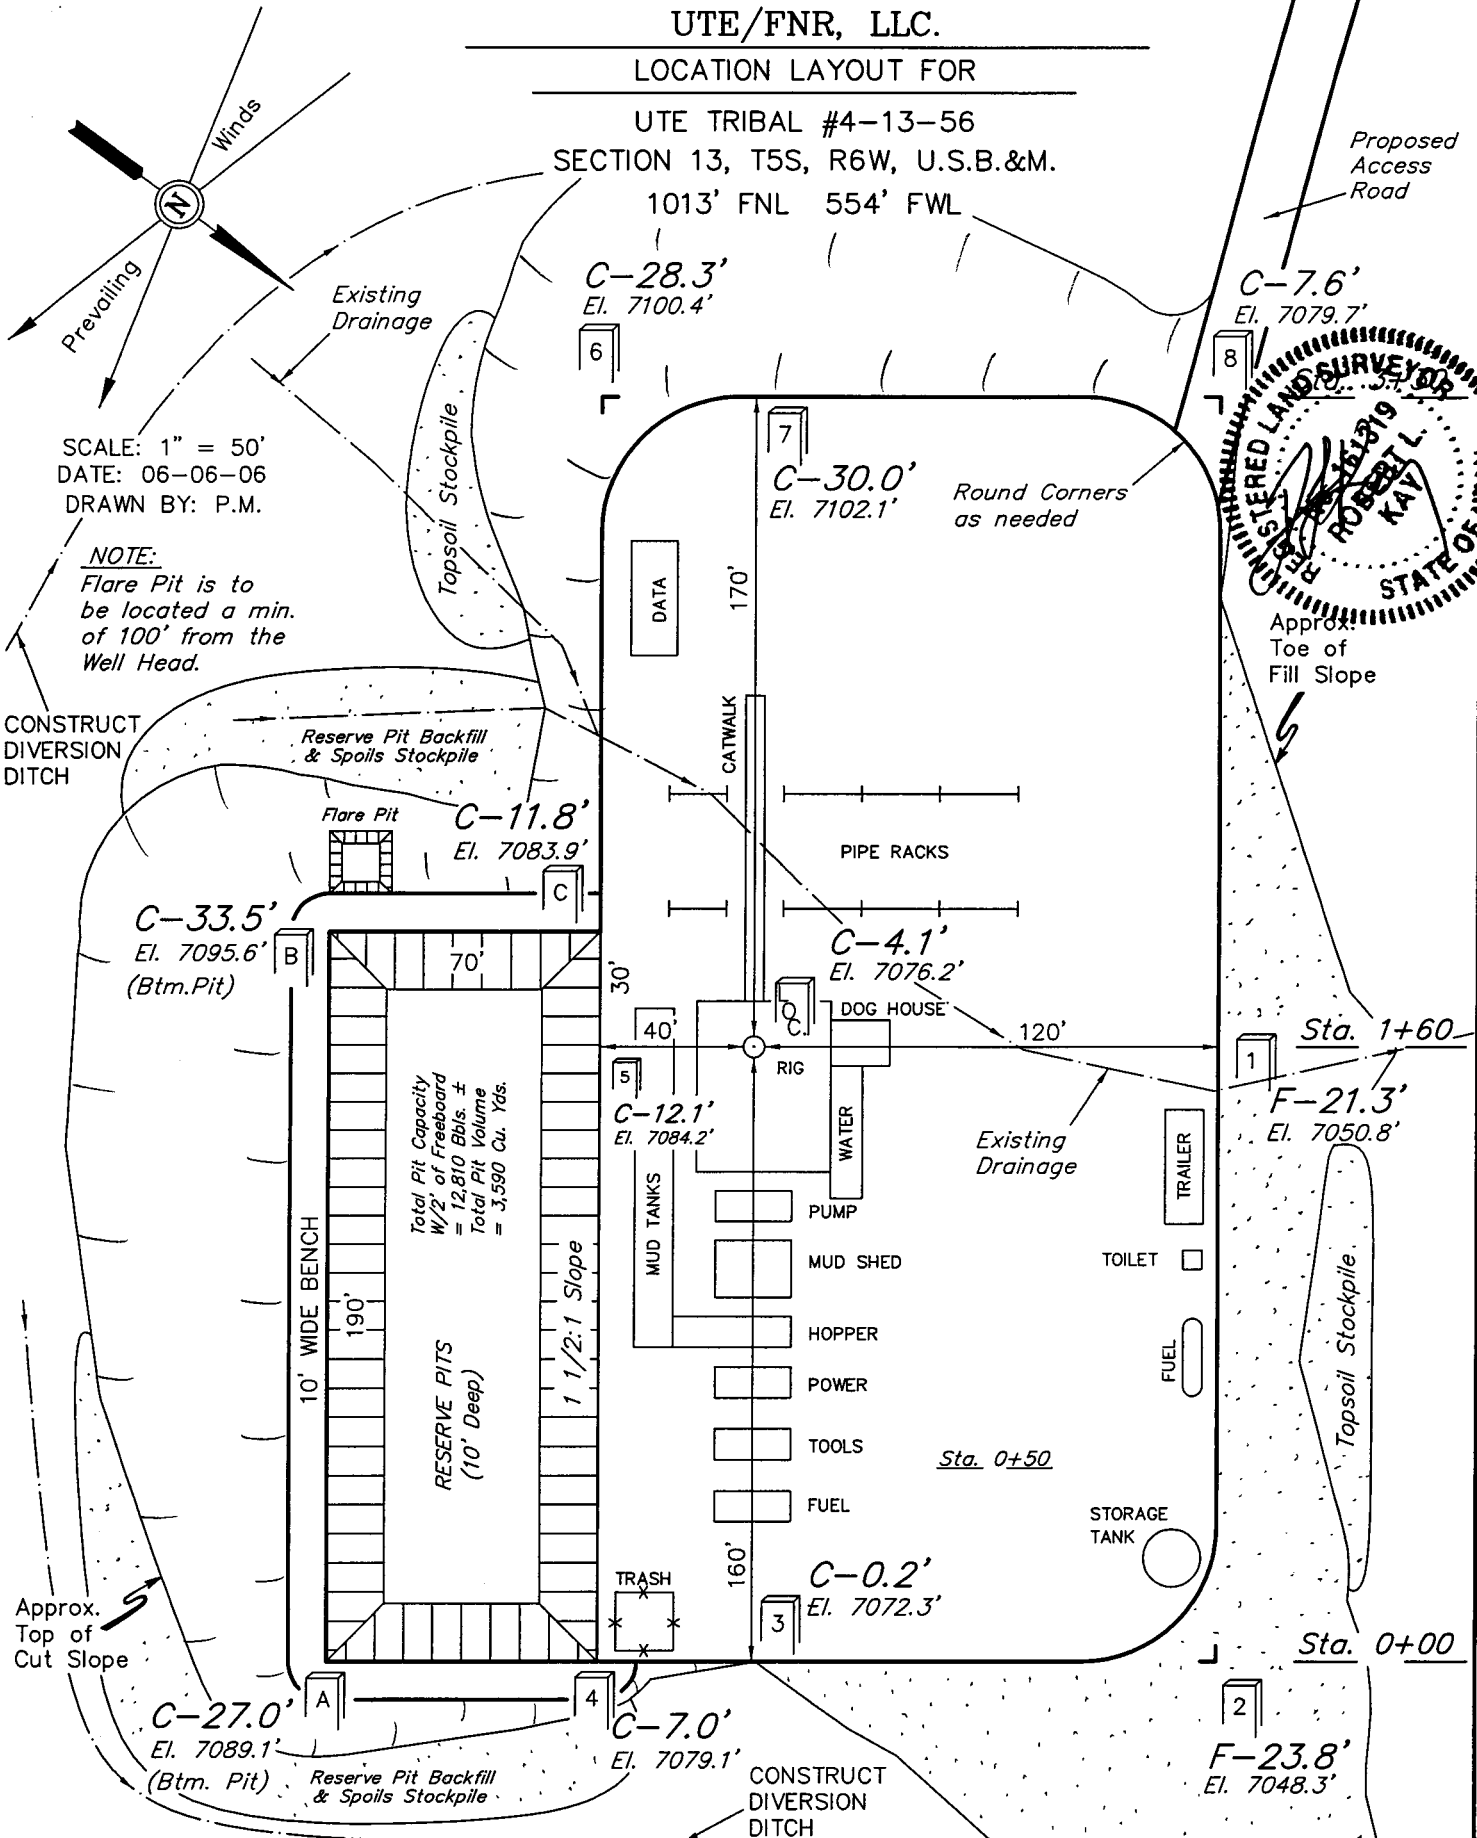 UTE/FNR, LLC.
LOCATION LAYOUT FOR
UTE TRIBAL #4-13-56
SECTION 13, T5S, R6W, U.S.B.&M.
1013' FNL 554' FWL
Winds
N
Prevailing
SCALE: 1" = 50'
DATE: 06-06-06
DRAWN BY: P.M.
NOTE:
Flare Pit is to
be located a min.
of 100' from the
Well Head.
CONSTRUCT
DIVERSION
DITCH
Existing
Drainage
Topsoil Stockpile
Proposed
Access
Road
C-28.3'
El. 7100.4'
6
C-7.6'
El. 7079.7'
8
REGISTERED LAND SURVEYOR
ROBERT L.
KAY
STATE OF
7
C-30.0'
El. 7102.1'
Round Corners
as needed
170'
DATA
Approx.
Toe of
Fill Slope
Reserve Pit Backfill
& Spoils Stockpile
CATWALK
PIPE RACKS
Flare Pit
C-11.8'
El. 7083.9'
C
C-33.5'
El. 7095.6'
(Btm.Pit)
B
70'
30'
C-4.1'
El. 7076.2'
DOG HOUSE
40'
120'
RIG
Sta. 1+60
1
F-21.3'
El. 7050.8'
5
C-12.1'
El. 7084.2'
Total Pit Capacity
W/2' of Freeboard
= 12,810 Bbls. ±
Total Pit Volume
= 3,590 Cu. Yds.
WATER
Existing
Drainage
TRAILER
MUD TANKS
PUMP
MUD SHED
TOILET
HOPPER
FUEL
Topsoil Stockpile
10' WIDE BENCH
190'
1 1/2:1 Slope
RESERVE PITS
(10' Deep)
POWER
TOOLS
Sta. 0+50
FUEL
STORAGE
TANK
160'
C-0.2'
El. 7072.3'
3
TRASH
Approx.
Top of
Cut Slope
Sta. 0+00
A
C-27.0'
El. 7089.1'
(Btm. Pit)
4
C-7.0'
El. 7079.1'
2
F-23.8'
El. 7048.3'
Reserve Pit Backfill
& Spoils Stockpile
CONSTRUCT
DIVERSION
DITCH